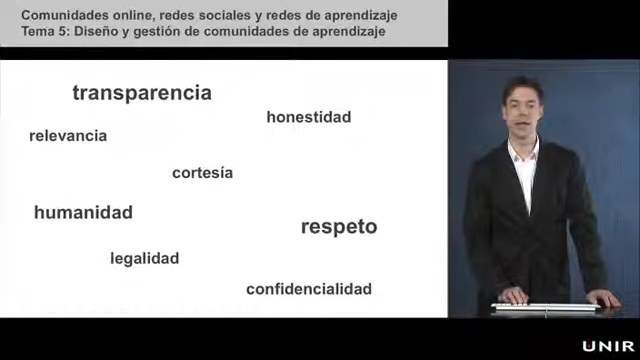 Comunidades online, redes sociales y redes de aprendizaje
Tema 5: Diseño y gestión de comunidades de aprendizaje
transparencia
honestidad
relevancia
cortesía
humanidad
respeto
legalidad
confidencialidad
UNIR